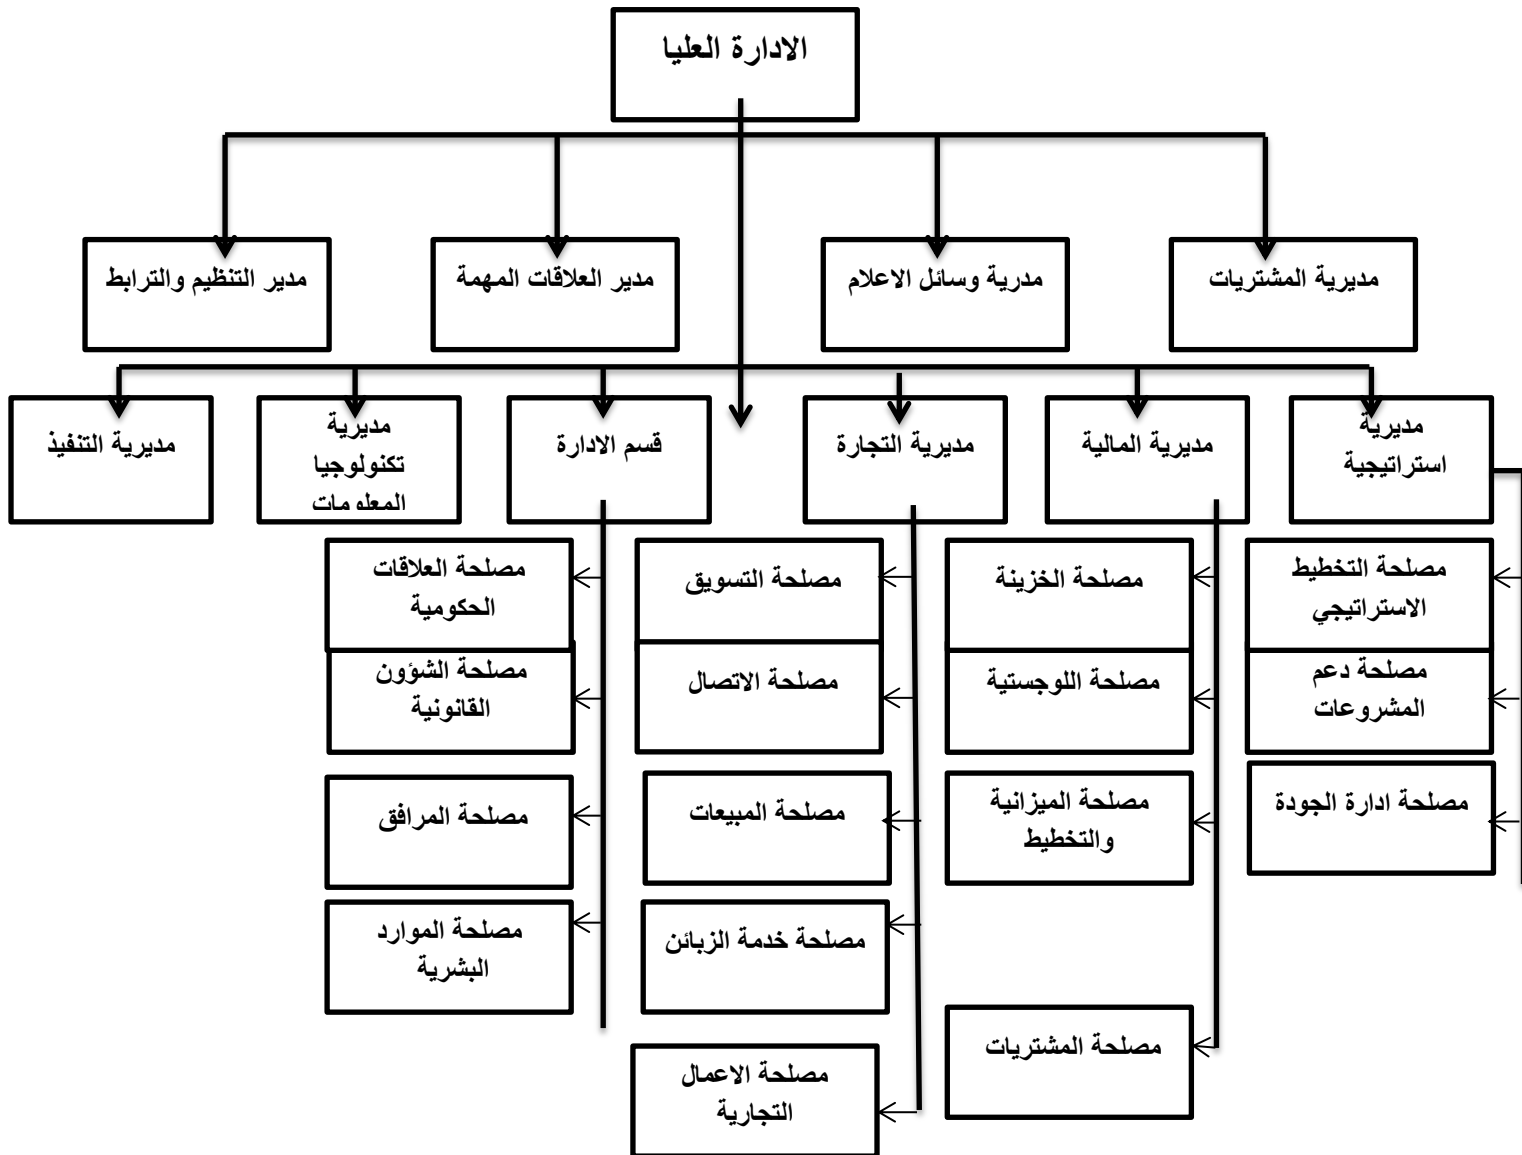 الادارة العليا
مديرية المشتريات
مدرية وسائل الاعلام
مدير العلاقات المهمة
مدير التنظيم والترابط
مديرية
استراتيجية
مديرية المالية
مديرية التجارة
قسم الادارة
مديرية
تكنولوجيا
المعلومات
مديرية التنفيذ
مصلحة التخطيط
الاستراتيجي
مصلحة الخزينة
مصلحة التسويق
مصلحة العلاقات
الحكومية
مصلحة دعم
المشروعات
مصلحة اللوجستية
مصلحة الاتصال
مصلحة الشؤون
القانونية
مصلحة ادارة الجودة
مصلحة الميزانية
والتخطيط
مصلحة المبيعات
مصلحة المرافق
مصلحة خدمة الزبائن
مصلحة الموارد
البشرية
مصلحة المشتريات
مصلحة الاعمال
التجارية